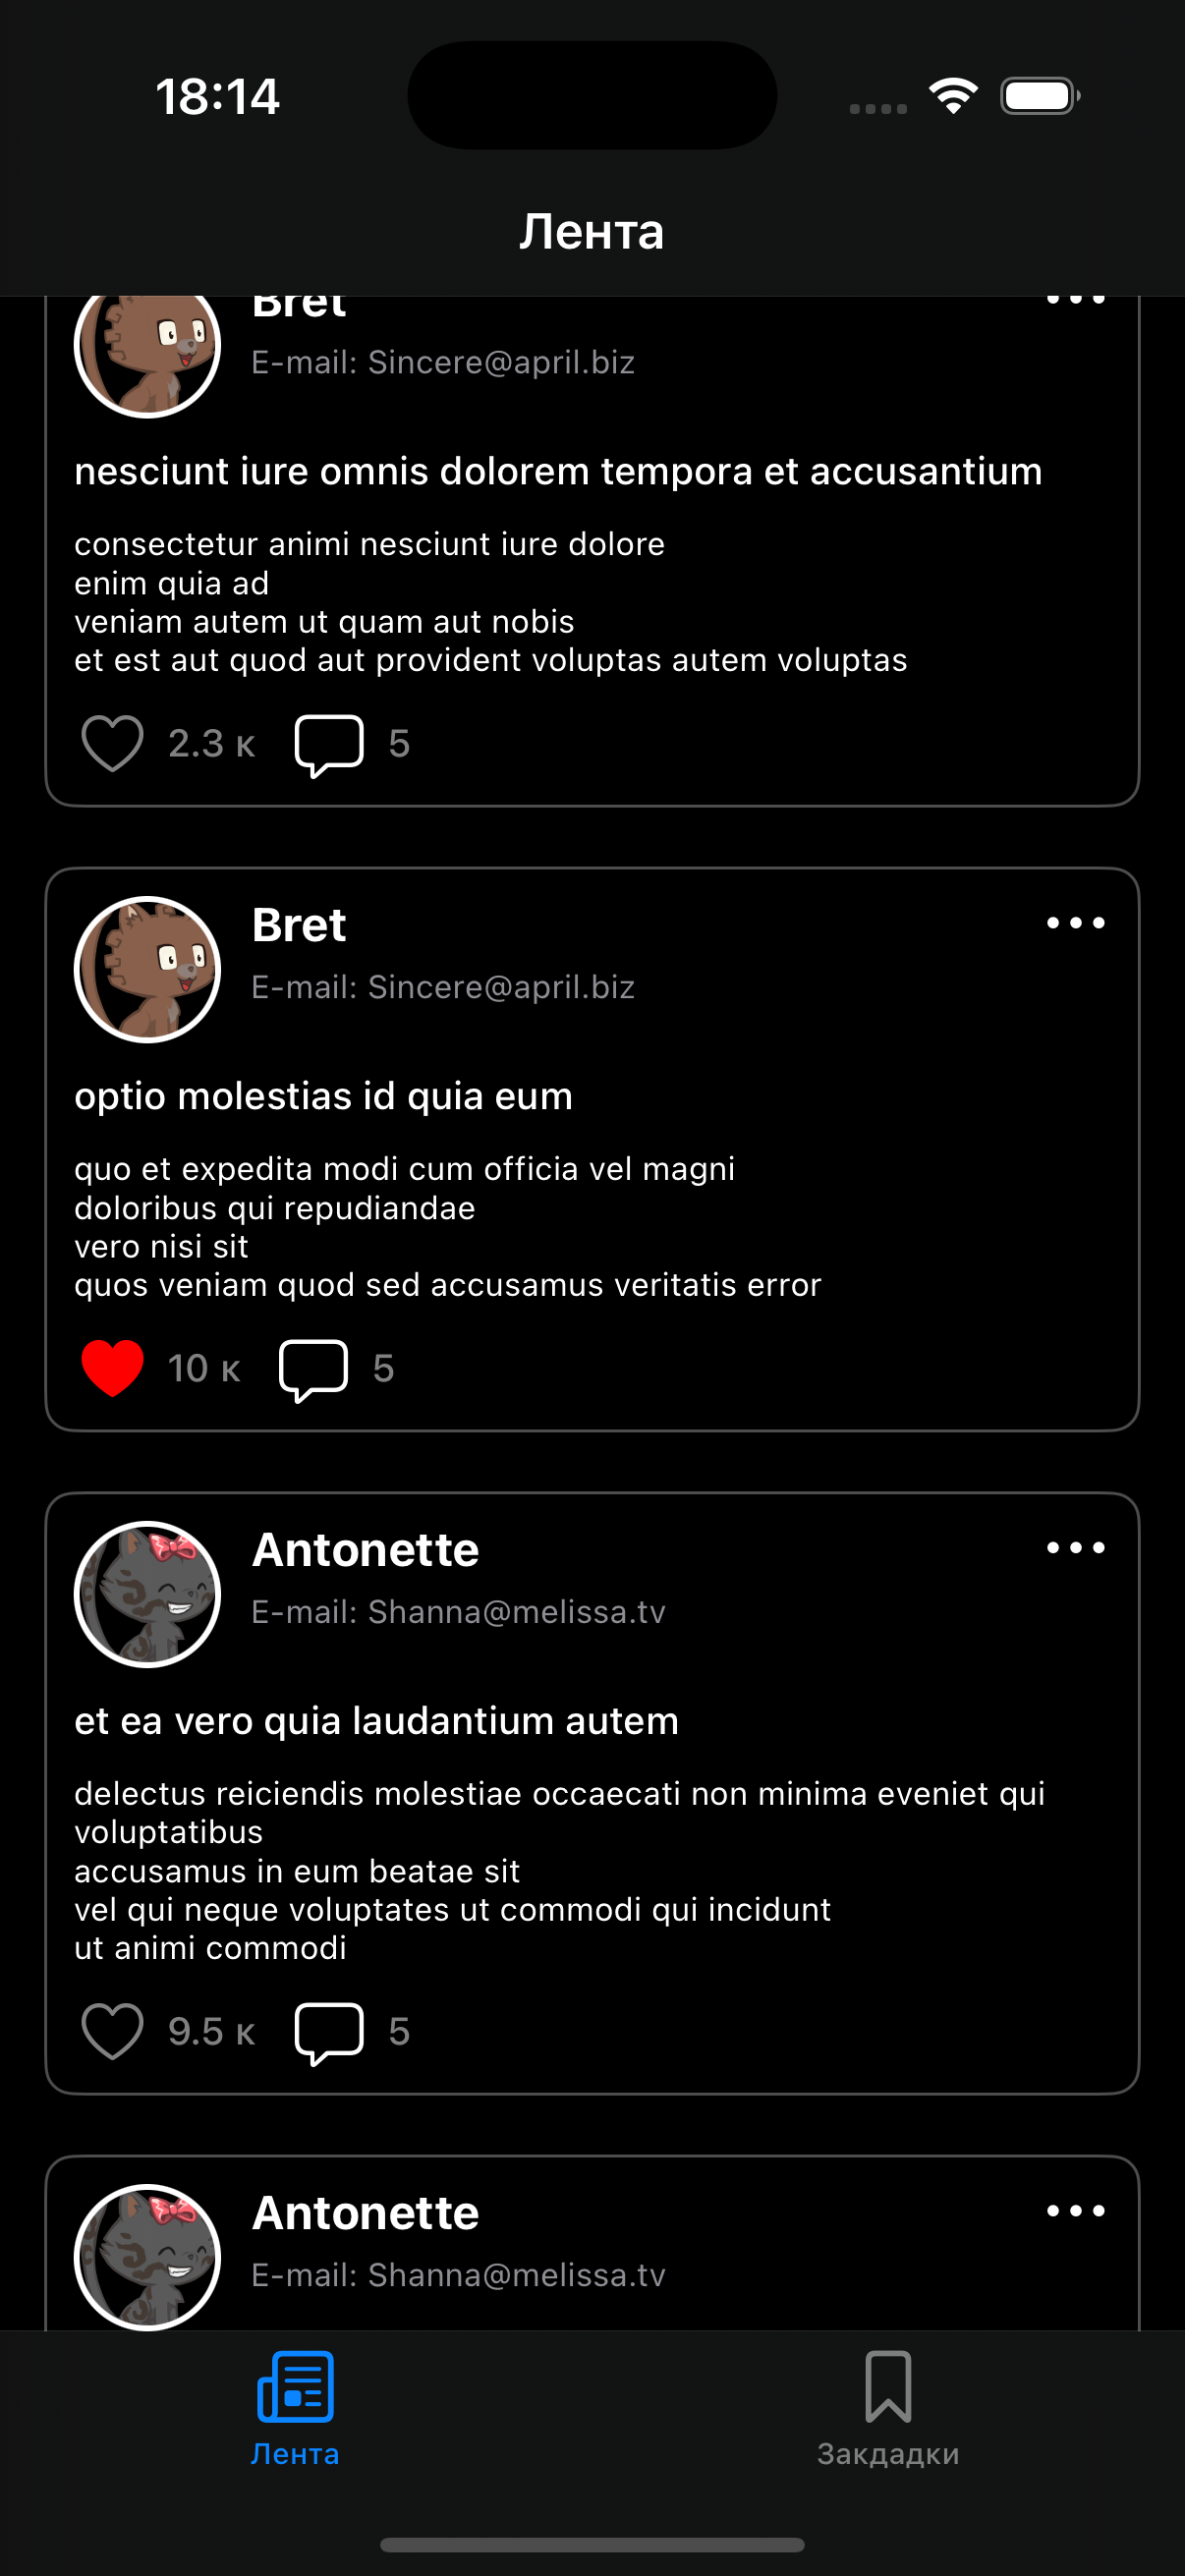 18:14
Лента
Bret
E-mail: Sincere@april.biz
nesciunt iure omnis dolorem tempora et accusantium
consectetur animi nesciunt iure dolore
enim quia ad
veniam autem ut quam aut nobis
et est aut quod aut provident voluptas autem voluptas
2.3 к 5
Bret
E-mail: Sincere@april.biz
optio molestias id quia eum
quo et expedita modi cum officia vel magni
doloribus qui repudiandae
vero nisi sit
quos veniam quod sed accusamus veritatis error
10 к 5
Antonette
E-mail: Shanna@melissa.tv
et ea vero quia laudantium autem
delectus reiciendis molestiae occaecati non minima eveniet qui
voluptatibus
accusamus in eum beatae sit
vel qui neque voluptates ut commodi qui incidunt
ut animi commodi
9.5 к 5
Antonette
E-mail: Shanna@melissa.tv
Лента
Закдадки